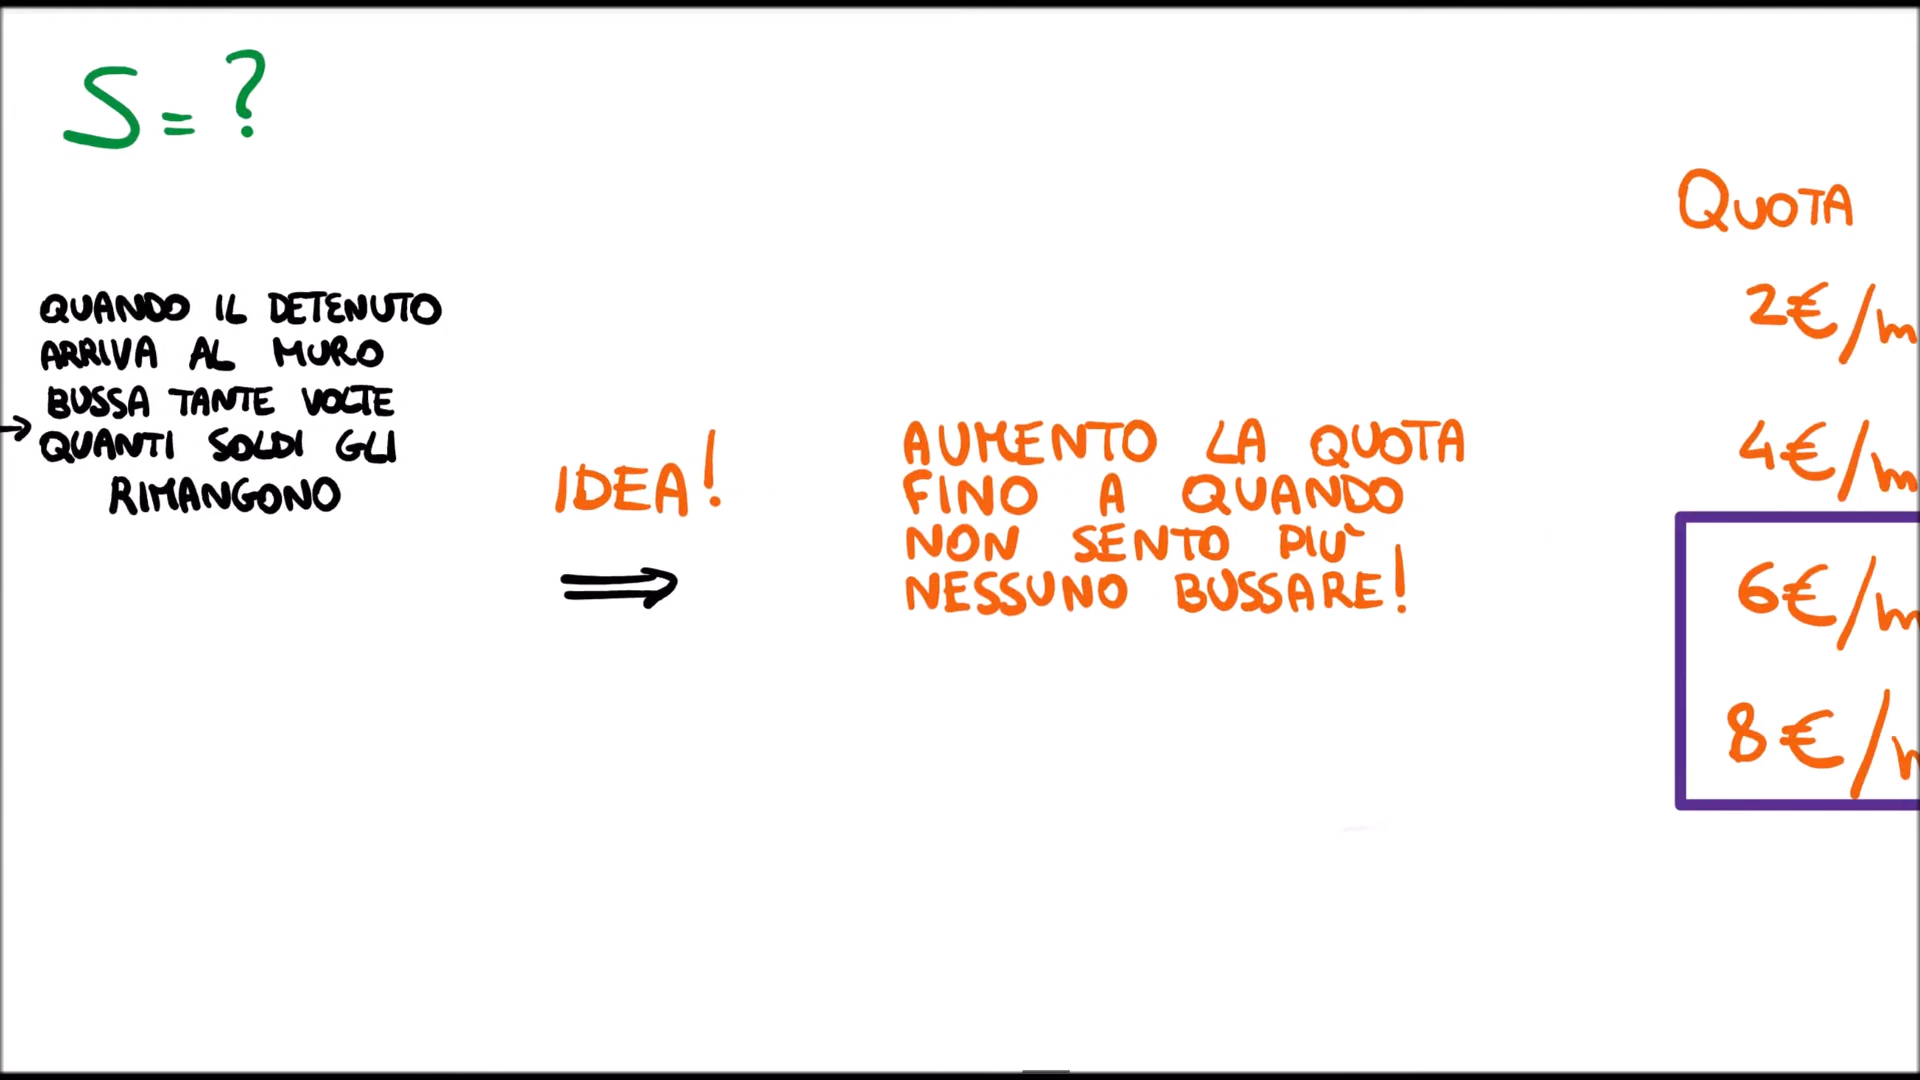 S = ?
QUANDO IL DETENUTO
ARRIVA AL MURO
BUSSA TANTE VOLTE
QUANTI SOLDI GLI
RIMANGONO
IDEA!
AUMENTO LA QUOTA
FINO A QUANDO
NON SENTO PIÙ
NESSUNO BUSSARE!
QUOTA
2€/m
4€/m
6€/m
8€/m